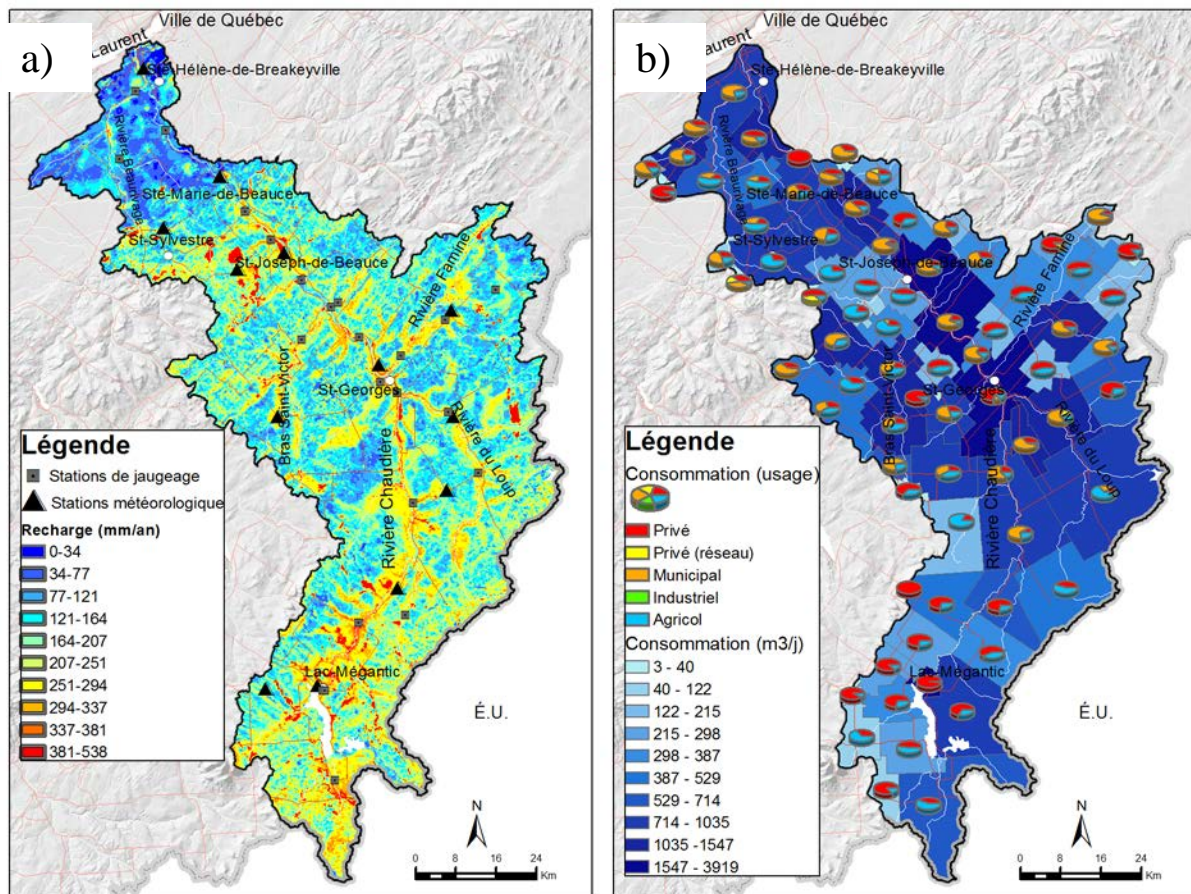 a)
Ville de Québec
Laurent
Ste-Hélène-de-Breakeyville
Rivière Beaurivage
Ste-Marie-de-Beauce
St-Sylvestre
St-Joseph-de-Beauce
Rivière Famine
St-Georges
Bras Saint-Victor
Rivière du Loup
Rivière Chaudière
Lac-Mégantic
É.U.
Légende
Stations de jaugeage
Stations météorologique
Recharge (mm/an)
0-34
34-77
77-121
121-164
164-207
207-251
251-294
294-337
337-381
381-538
N
0 4 8 16 24
Km
b)
Ville de Québec
Laurent
Ste-Hélène-de-Breakeyville
Rivière Beaurivage
Ste-Marie-de-Beauce
St-Sylvestre
St-Joseph-de-Beauce
Rivière Famine
St-Georges
Bras Saint-Victor
Rivière du Loup
Rivière Chaudière
Lac-Mégantic
É.U.
Légende
Consommation (usage)
Privé
Privé (réseau)
Municipal
Industriel
Agricol
Consommation (m3/j)
3 - 40
40 - 122
122 - 215
215 - 298
298 - 387
387 - 529
529 - 714
714 - 1035
1035 -1547
1547 - 3919
N
0 4 8 16 24
Km